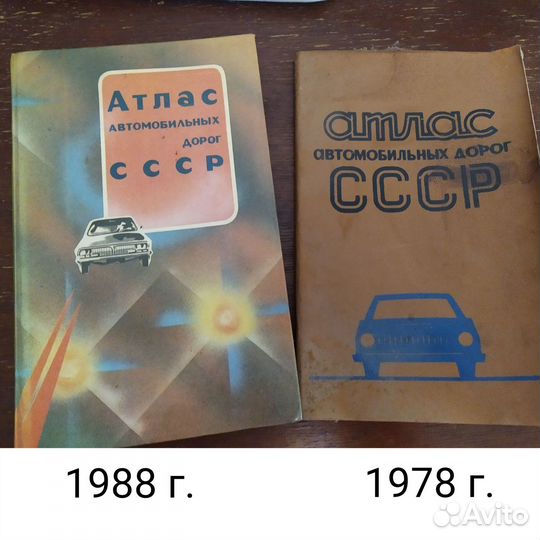 Атлас
автомобильных
дорог
СССР
атлас
автомобильных дорог
СССР
1988 г.
1978 г.
Avito